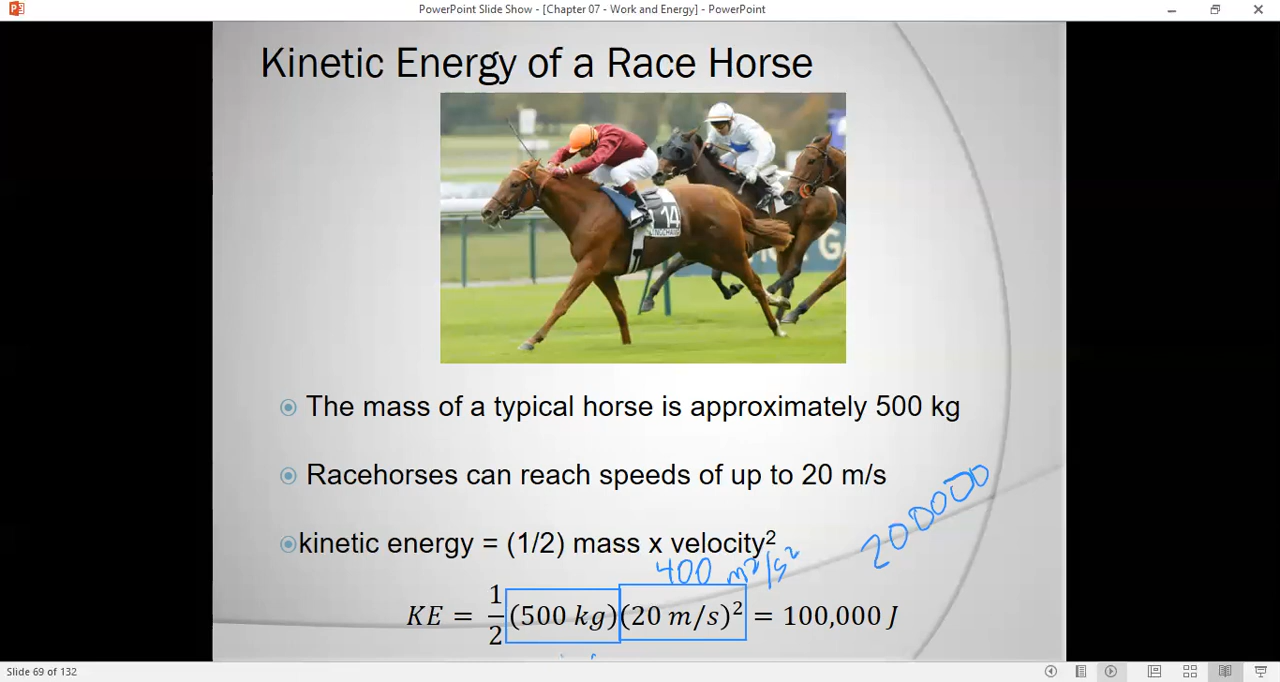 PowerPoint Slide Show - [Chapter 07 - Work and Energy] - PowerPoint
Kinetic Energy of a Race Horse
14
The mass of a typical horse is approximately 500 kg
Racehorses can reach speeds of up to 20 m/s
200000
kinetic energy = (1/2) mass x velocity²
400 m²/s²
KE = 1/2 (500 kg)(20 m/s)² = 100,000 J
Slide 69 of 132